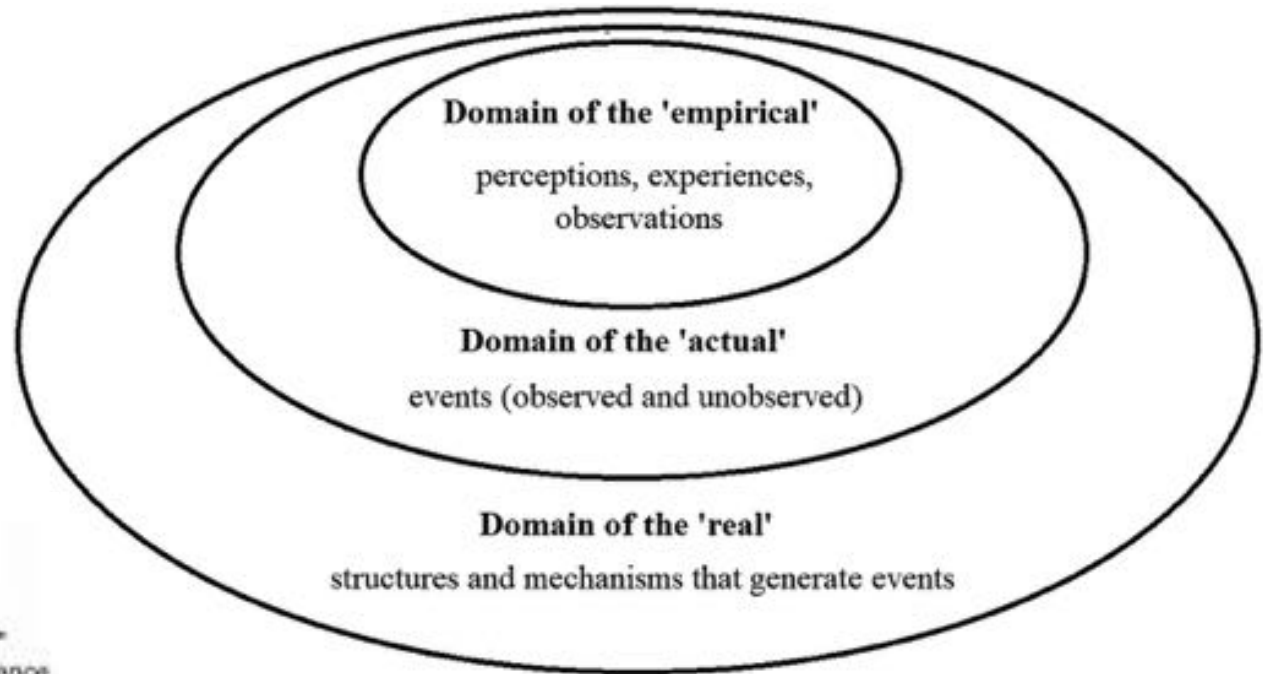 Domain of the 'empirical'
perceptions, experiences,
observations
Domain of the 'actual'
events (observed and unobserved)
Domain of the 'real'
structures and mechanisms that generate events